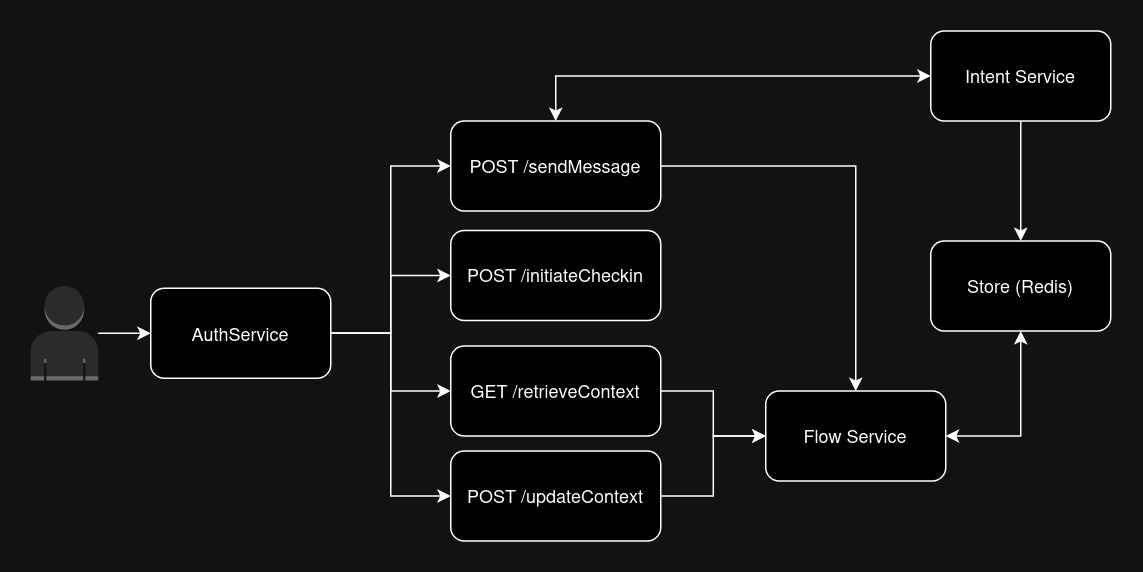 Intent Service
POST /sendMessage
POST /initiateCheckin
Store (Redis)
AuthService
GET /retrieveContext
Flow Service
POST /updateContext